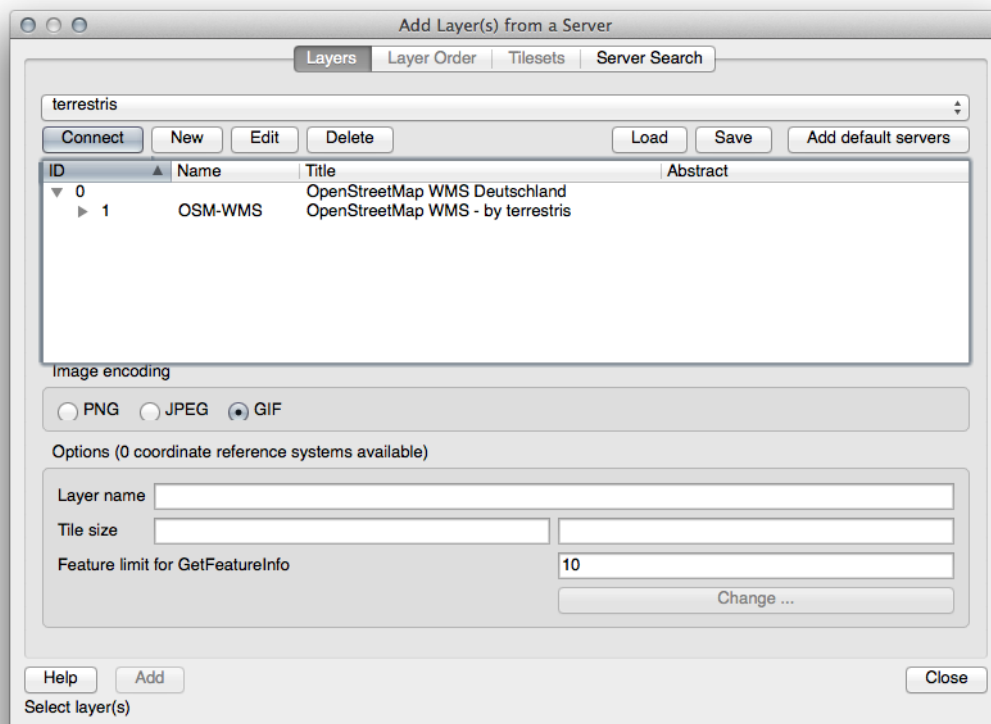 Add Layer(s) from a Server
Layers Layer Order Tilesets Server Search
terrestris
Connect New Edit Delete Load Save Add default servers
ID Name Title Abstract
0 OpenStreetMap WMS Deutschland
1 OSM-WMS OpenStreetMap WMS - by terrestris
Image encoding
PNG JPEG GIF
Options (0 coordinate reference systems available)
Layer name
Tile size
Feature limit for GetFeatureInfo 10
Change ...
Help Add Close
Select layer(s)